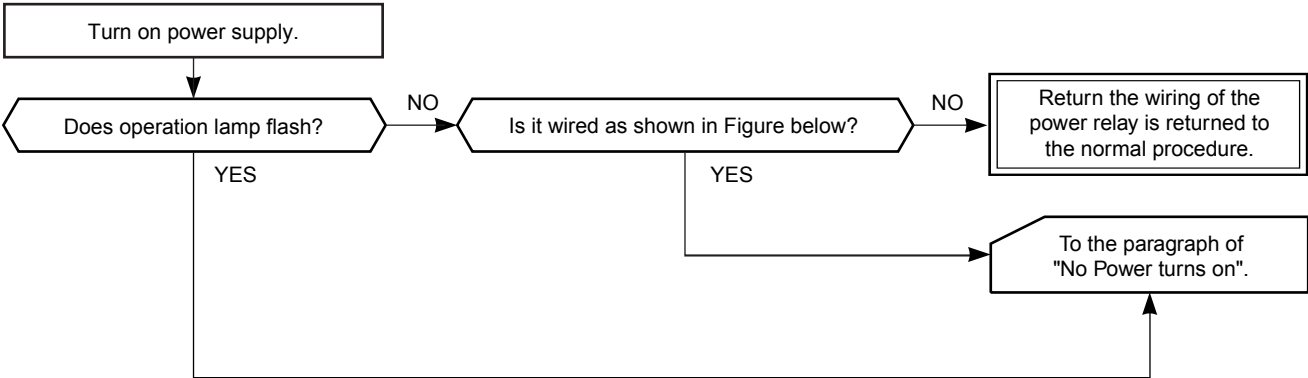 Turn on power supply.
Does operation lamp flash?
NO
Is it wired as shown in Figure below?
NO
Return the wiring of the
power relay is returned to
the normal procedure.
YES
YES
To the paragraph of
"No Power turns on".